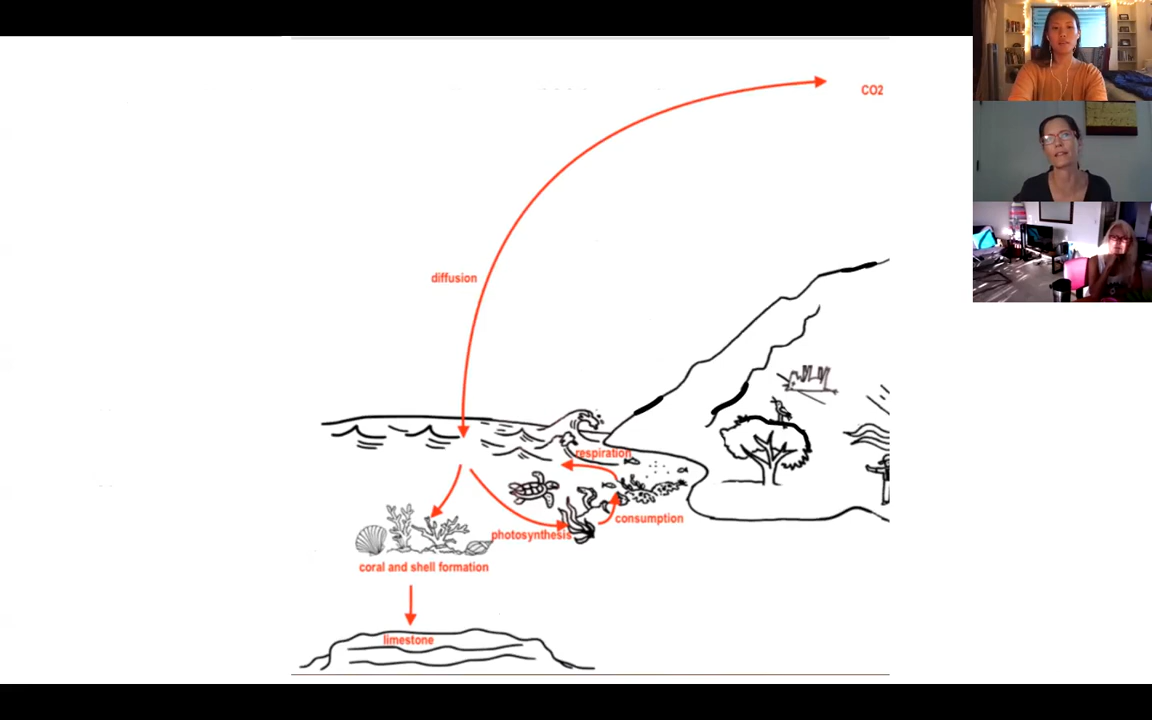 CO2
diffusion
respiration
consumption
photosynthesis
coral and shell formation
limestone